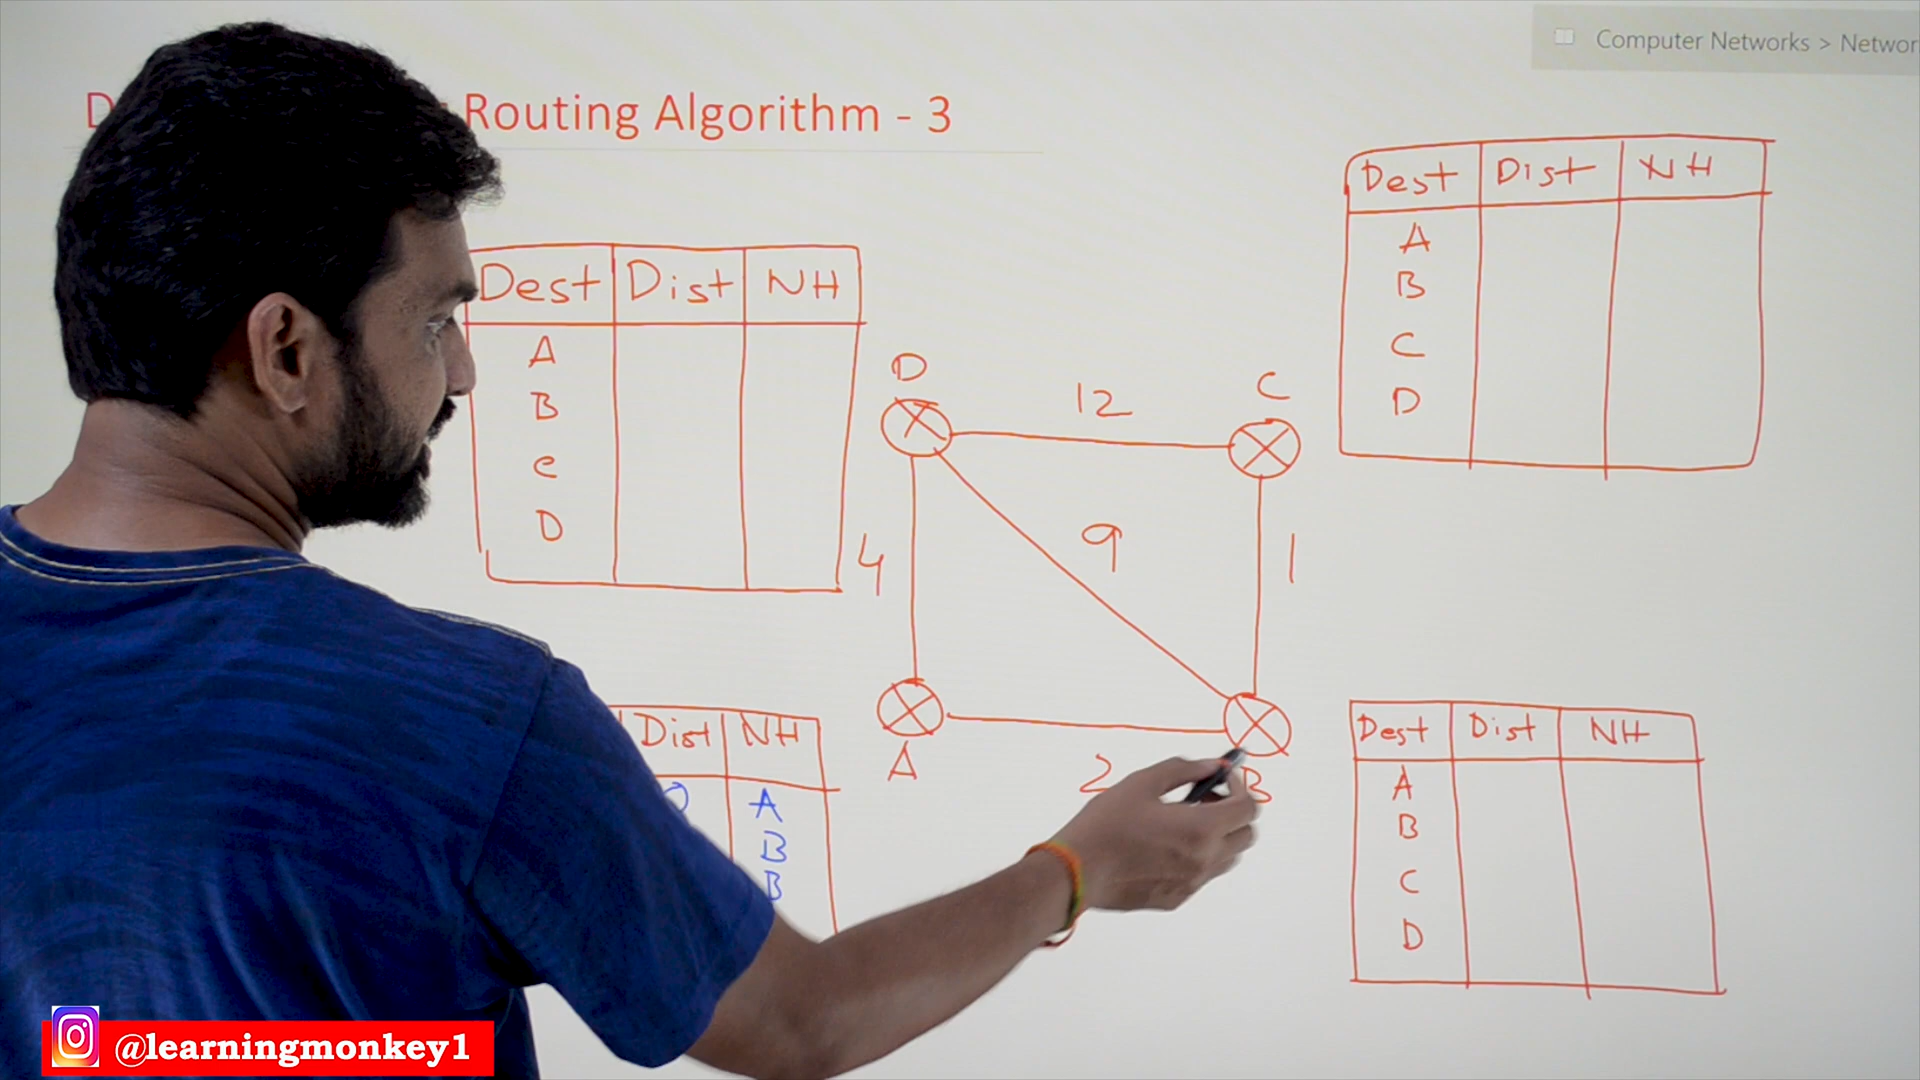 Computer Networks >
Routing Algorithm - 3
Dest Dist NH
A
B
C
D
Dest Dist NH
A
B
e
D
D
12
C
4
9
1
A
2
B
Dist NH
A
B
B
Dest Dist NH
A
B
C
D
@learningmonkey1